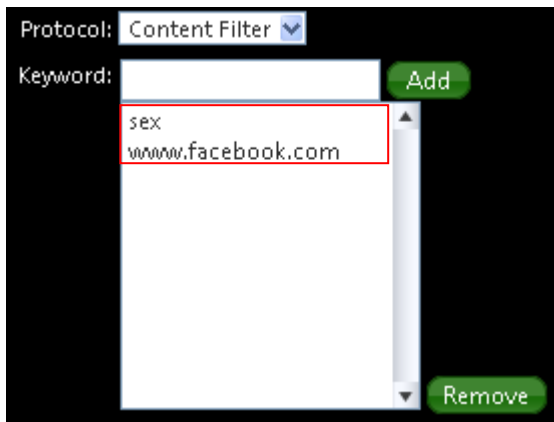 Protocol: Content Filter
Keyword: Add
sex
www.facebook.com
Remove